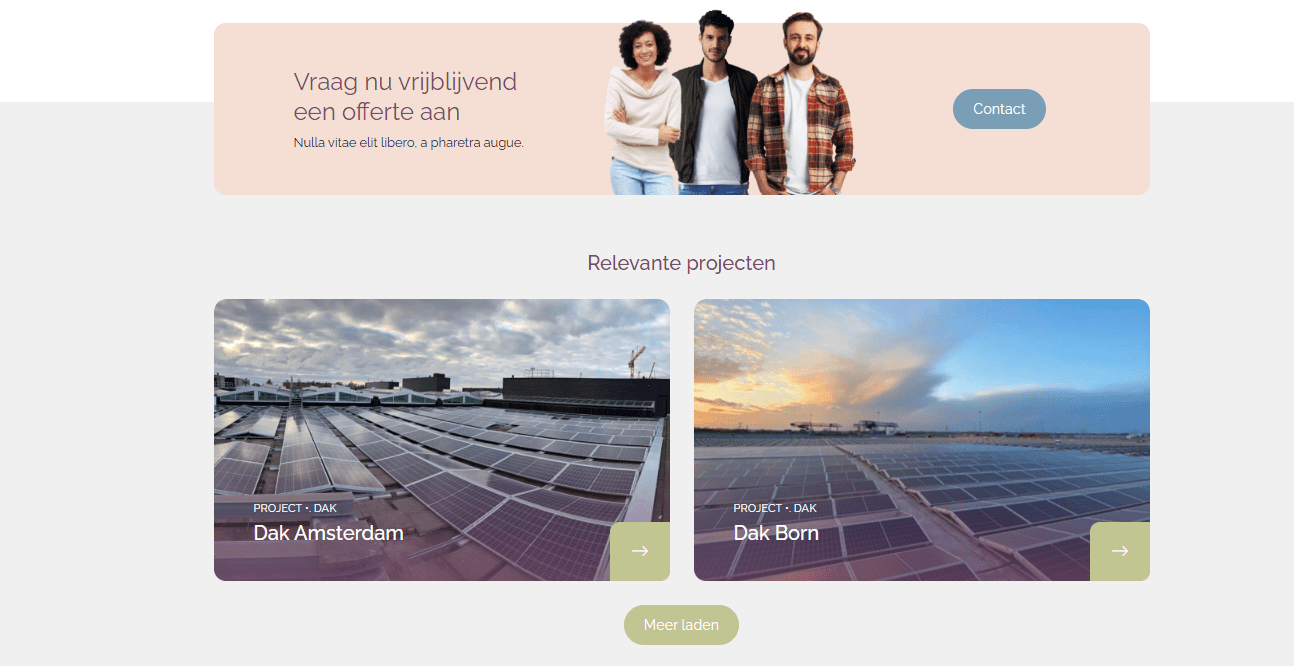 Vraag nu vrijblijvend
een offerte aan
Nulla vitae elit libero, a pharetra augue.
Contact
Relevante projecten
PROJECT •. DAK
Dak Amsterdam
PROJECT •. DAK
Dak Born
Meer laden